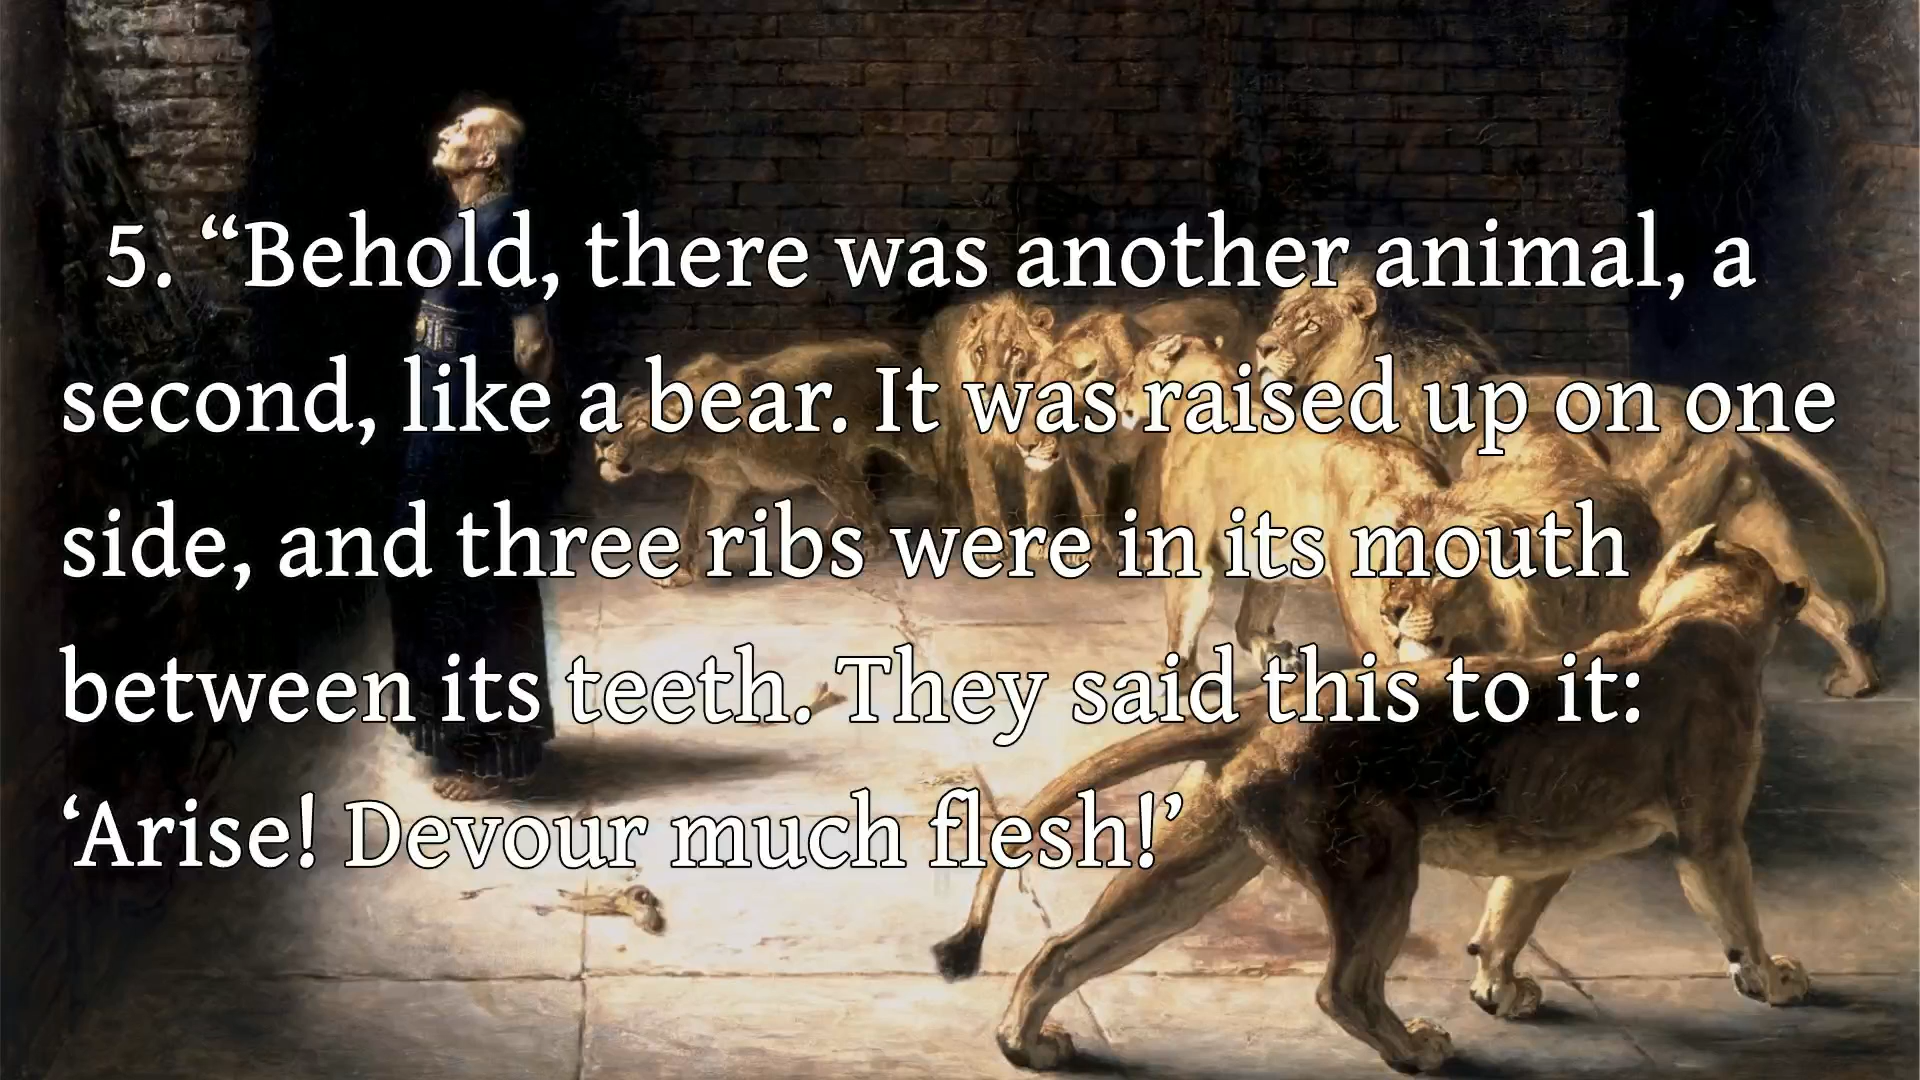 5. “Behold, there was another animal, a
second, like a bear. It was raised up on one
side, and three ribs were in its mouth
between its teeth. They said this to it:
‘Arise! Devour much flesh!’